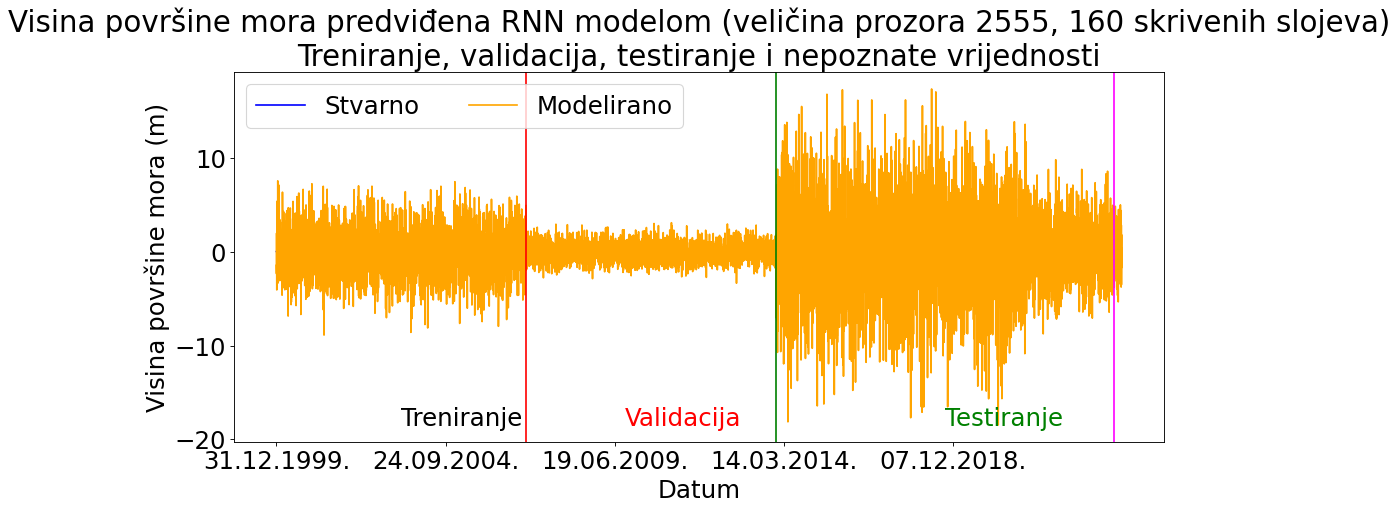 Visina površine mora predviđena RNN modelom (veličina prozora 2555, 160 skrivenih slojeva)
Treniranje, validacija, testiranje i nepoznate vrijednosti
Stvarno Modelirano
Visina površine mora (m)
10
0
−10
−20
Treniranje Validacija Testiranje
31.12.1999. 24.09.2004. 19.06.2009. 14.03.2014. 07.12.2018.
Datum